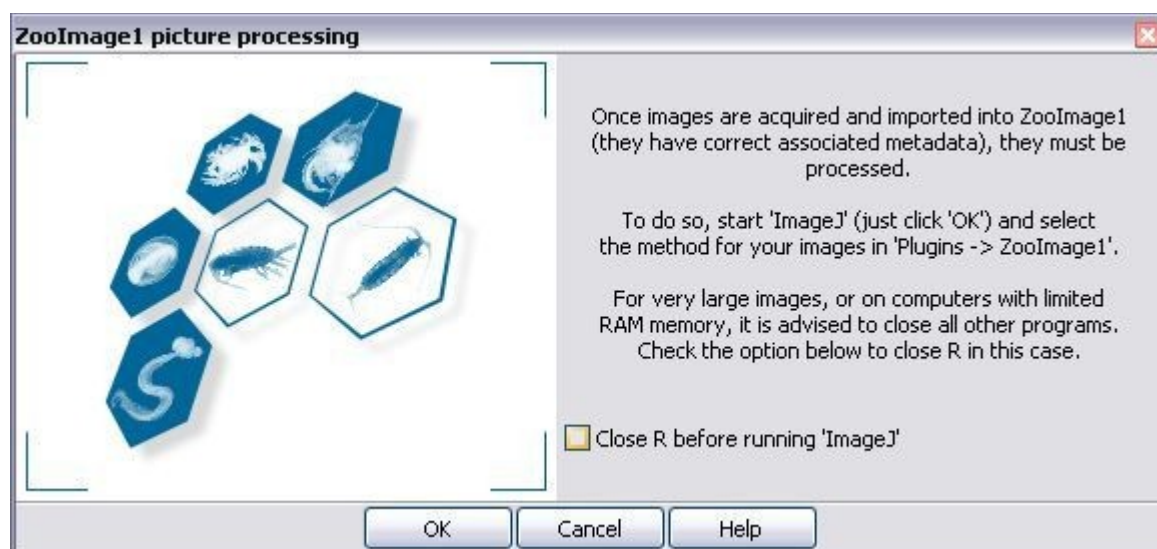 ZooImage1 picture processing
Once images are acquired and imported into ZooImage1
(they have correct associated metadata), they must be
processed.
To do so, start 'ImageJ' (just click 'OK') and select
the method for your images in 'Plugins -> ZooImage1'.
For very large images, or on computers with limited
RAM memory, it is advised to close all other programs.
Check the option below to close R in this case.
Close R before running 'ImageJ'
OK
Cancel
Help